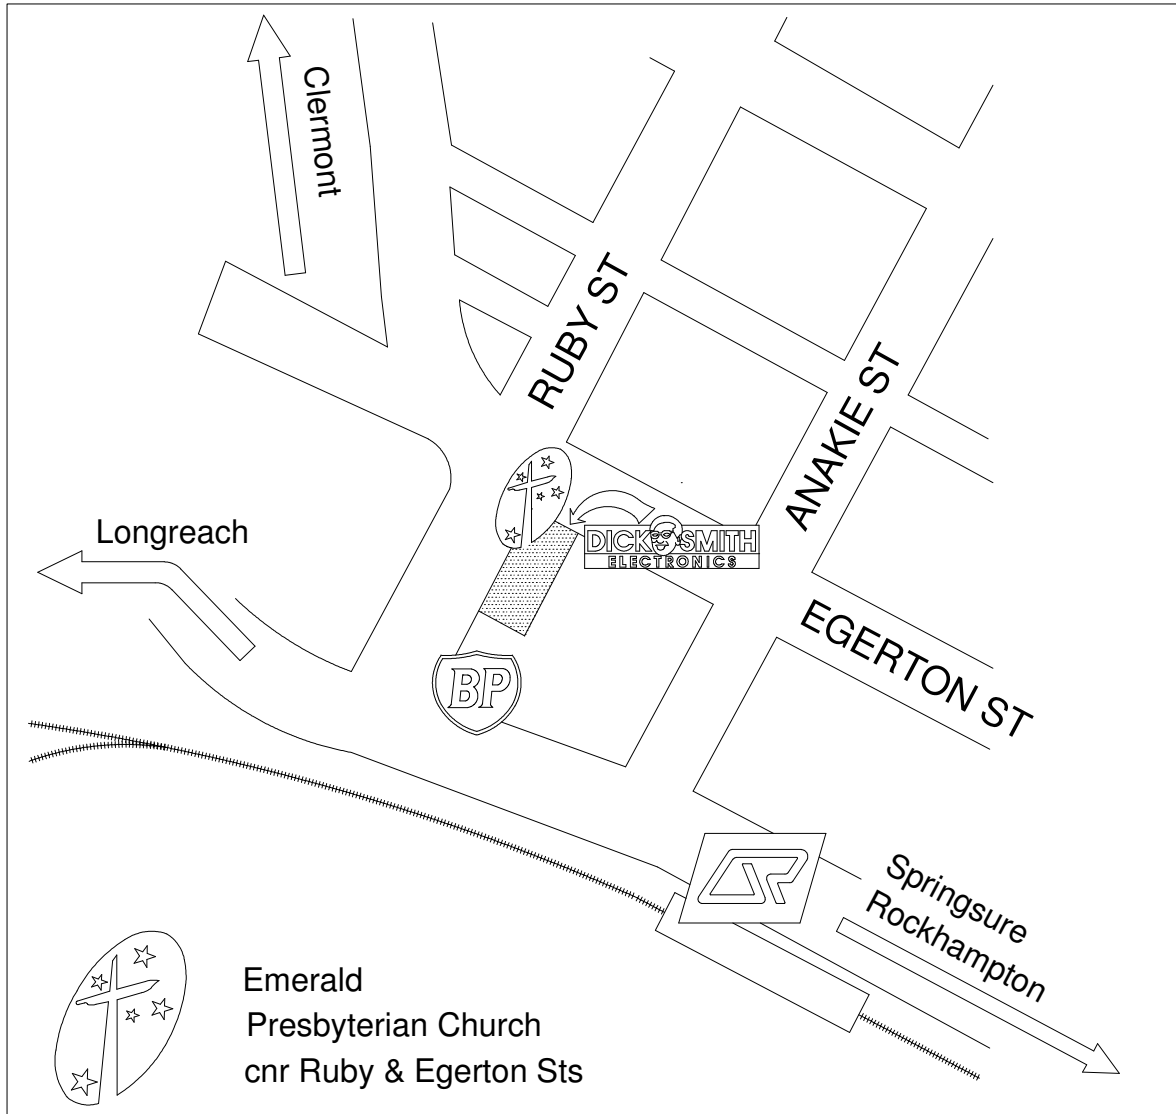 Clermont
RUBY ST
ANAKIE ST
Longreach
DICK SMITH
ELECTRONICS
EGERTON ST
BP
Springsure
Rockhampton
Emerald
Presbyterian Church
cnr Ruby & Egerton Sts